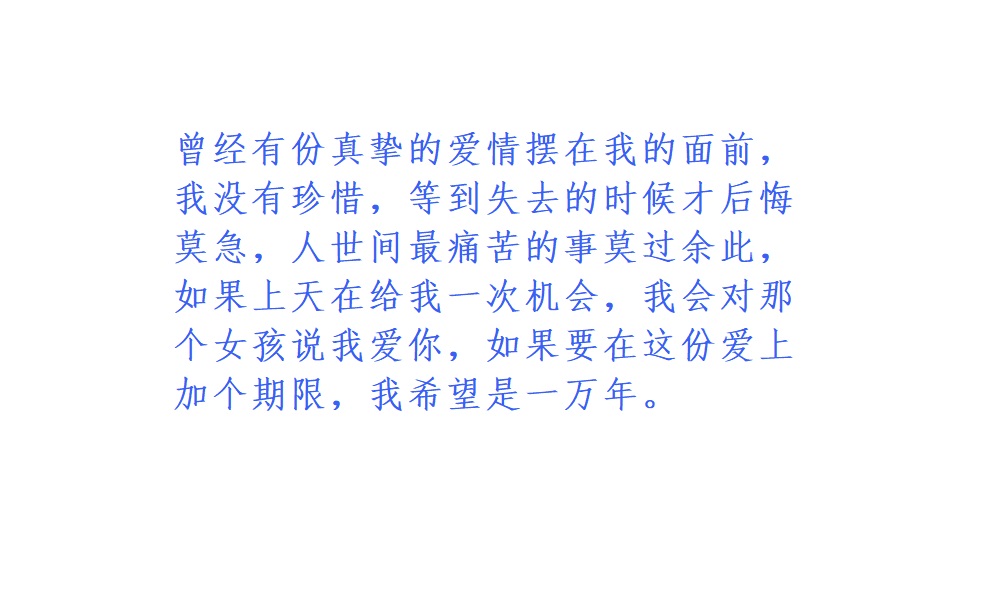 曾经有份真挚的爱情摆在我的面前，
我没有珍惜，等到失去的时候才后悔
莫急，人世间最痛苦的事莫过余此，
如果上天在给我一次机会，我会对那
个女孩说我爱你，如果要在这份爱上
加个期限，我希望是一万年。